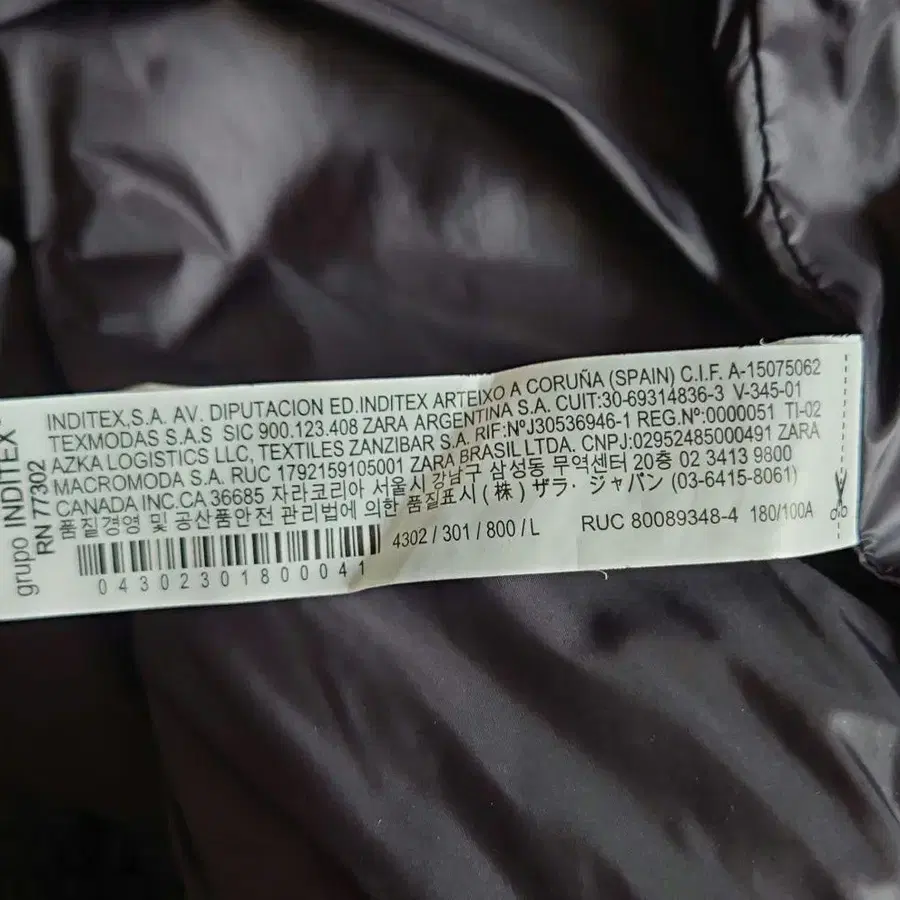 grupo INDITEX
RN 77302
INDITEX,S.A. AV. DIPUTACION ED.INDITEX ARTEIXO A CORUÑA (SPAIN) C.I.F. A-15075062
TEXMODAS S.A.S SIC 900.123.408 ZARA ARGENTINA S.A. CUIT:30-69314836-3 V-345-01
AZKA LOGISTICS LLC, TEXTILES ZANZIBAR S.A. RIF:NºJ30536946-1 REG.Nº:0000051 TI-02
MACROMODA S.A. RUC 1792159105001 ZARA BRASIL LTDA. CNPJ:02952485000491 ZARA
CANADA INC.CA 36685 자라코리아 서울시 강남구 삼성동 무역센터 20층 02 3413 9800
품질경영 및 공산품안전 관리법에 의한 품질표시 (株) ザラ・ジャパン (03-6415-8061)
4302 / 301 / 800 / L RUC 80089348-4 180/100A
04302301800041